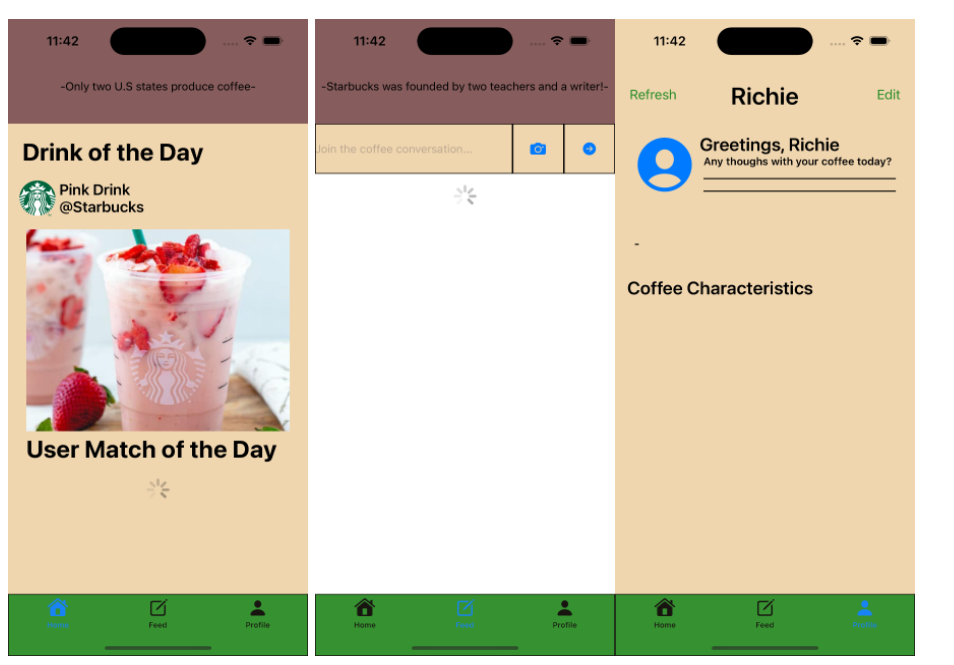 11:42
-Only two U.S states produce coffee-
Drink of the Day
Pink Drink
@Starbucks
User Match of the Day
Home
Feed
Profile
11:42
-Starbucks was founded by two teachers and a writer!-
Join the coffee conversation...
Home
Feed
Profile
11:42
Refresh
Richie
Edit
Greetings, Richie
Any thoughs with your coffee today?
-
Coffee Characteristics
Home
Feed
Profile